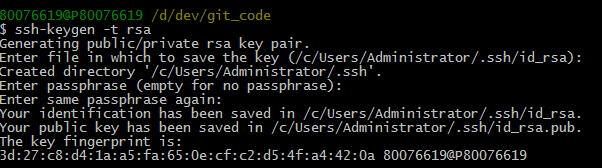 80076619@P80076619 /d/dev/git_code
$ ssh-keygen -t rsa
Generating public/private rsa key pair.
Enter file in which to save the key (/c/Users/Administrator/.ssh/id_rsa):
Created directory '/c/Users/Administrator/.ssh'.
Enter passphrase (empty for no passphrase):
Enter same passphrase again:
Your identification has been saved in /c/Users/Administrator/.ssh/id_rsa.
Your public key has been saved in /c/Users/Administrator/.ssh/id_rsa.pub.
The key fingerprint is:
3d:27:c8:d4:1a:a5:fa:65:0e:cf:c2:d5:4f:a4:42:0a 80076619@P80076619